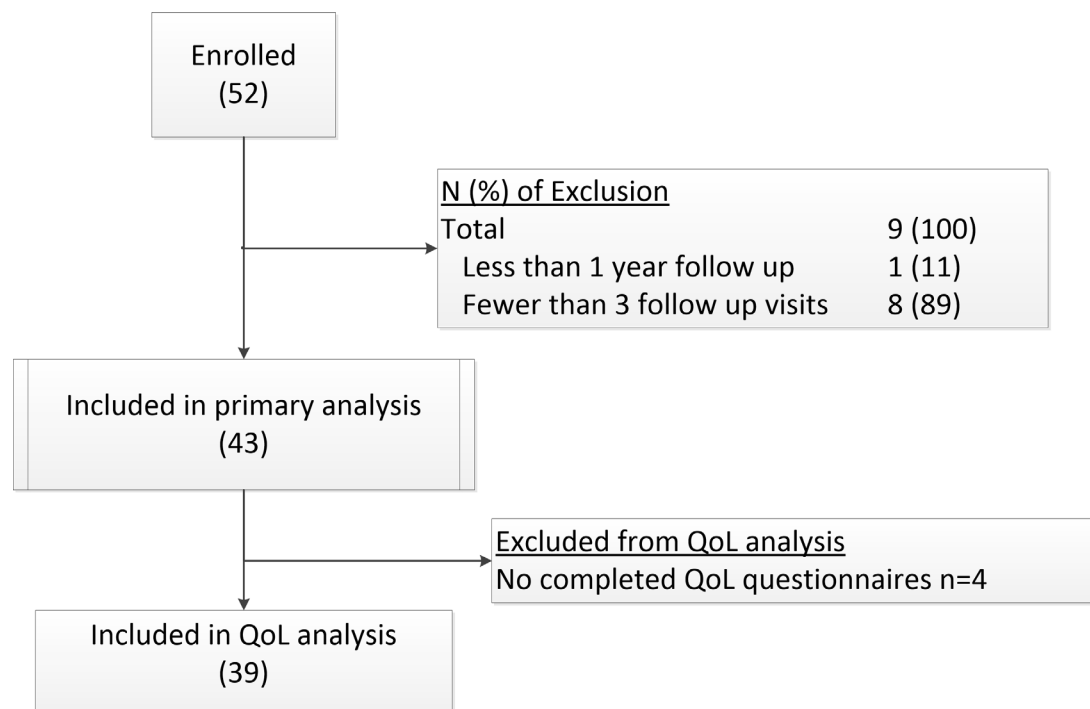 Enrolled
(52)
N (%) of Exclusion
Total 9 (100)
Less than 1 year follow up 1 (11)
Fewer than 3 follow up visits 8 (89)
Included in primary analysis
(43)
Excluded from QoL analysis
No completed QoL questionnaires n=4
Included in QoL analysis
(39)